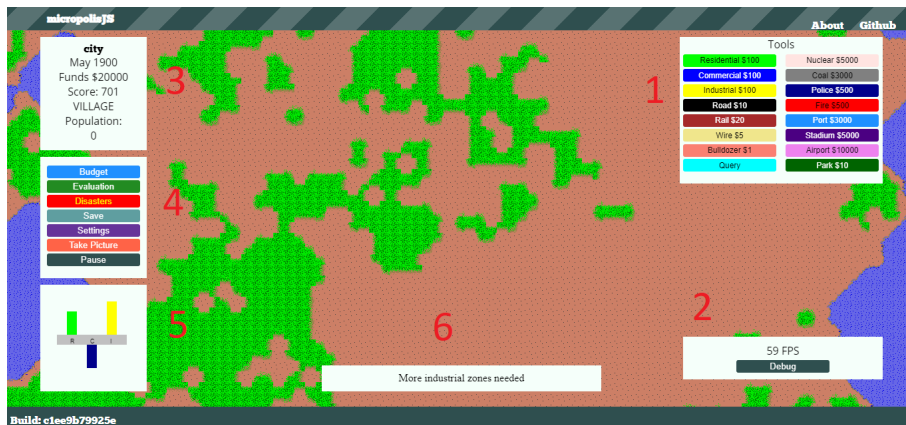 micropolisJS
About Github
city
May 1900
Funds $20000
Score: 701
VILLAGE
Population:
0
3
1
Tools
Residential $100 Nuclear $5000
Commercial $100 Coal $3000
Industrial $100 Police $500
Road $10 Fire $500
Rail $20 Port $3000
Wire $5 Stadium $5000
Bulldozer $1 Airport $10000
Query Park $10
Budget
Evaluation
Disasters
Save
Settings
Take Picture
Pause
4
R C I
5
6
2
59 FPS
Debug
More industrial zones needed
Build: c1ee9b79925e